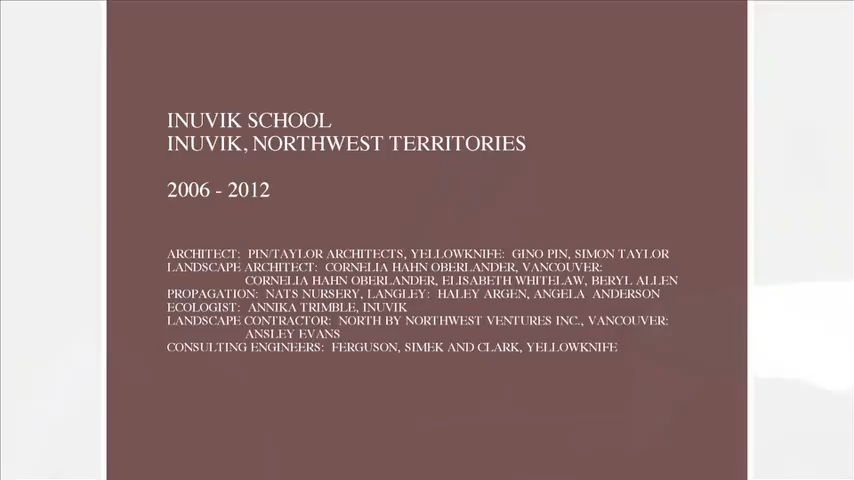 INUVIK SCHOOL
INUVIK, NORTHWEST TERRITORIES
2006 - 2012
ARCHITECT: PIN/TAYLOR ARCHITECTS, YELLOWKNIFE: GINO PIN, SIMON TAYLOR
LANDSCAPE ARCHITECT: CORNELIA HAHN OBERLANDER, VANCOUVER:
CORNELIA HAHN OBERLANDER, ELISABETH WHITELAW, BERYL ALLEN
PROPAGATION: NATS NURSERY, LANGLEY: HALEY ARGEN, ANGELA ANDERSON
ECOLOGIST: ANNIKA TRIMBLE, INUVIK
LANDSCAPE CONTRACTOR: NORTH BY NORTHWEST VENTURES INC., VANCOUVER:
ANSLEY EVANS
CONSULTING ENGINEERS: FERGUSON, SIMEK AND CLARK, YELLOWKNIFE